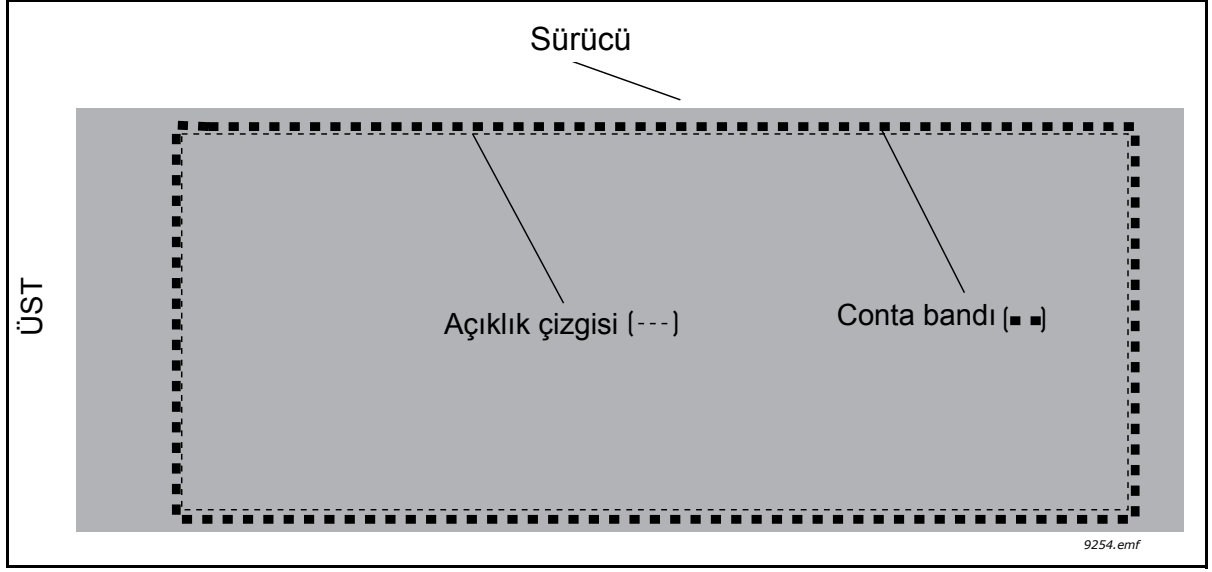 Sürücü
ÜST
Açıklık çizgisi (---)
Conta bandı (▪ ▪)
9254.emf